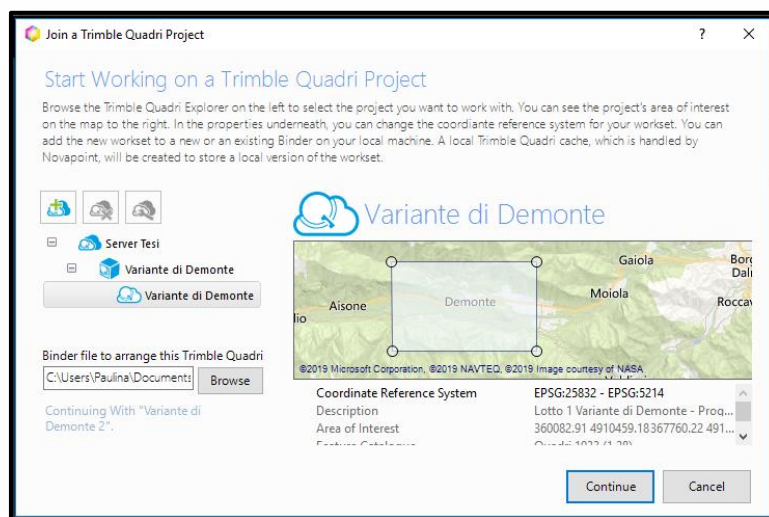 Join a Trimble Quadri Project
?
Start Working on a Trimble Quadri Project
Browse the Trimble Quadri Explorer on the left to select the project you want to work with. You can see the project's area of interest
on the map to the right. In the properties underneath, you can change the coordiante reference system for your workset. You can
add the new workset to a new or an existing Binder on your local machine. A local Trimble Quadri cache, which is handled by
Novapoint, will be created to store a local version of the workset.
Server Tesi
Variante di Demonte
Variante di Demonte
Binder file to arrange this Trimble Quadri
C:\Users\Paulina\Documents
Browse
Continuing With "Variante di
Demonte 2".
Variante di Demonte
Gaiola
Moiola
Aisone
Demonte
©2019 Microsoft Corporation, ©2019 NAVTEQ, ©2019 Image courtesy of NASA
Coordinate Reference System EPSG:25832 - EPSG:5214
Description Lotto 1 Variante di Demonte - Prog...
Area of Interest 360082.91 4910459.18367760.22 491...
Continue
Cancel